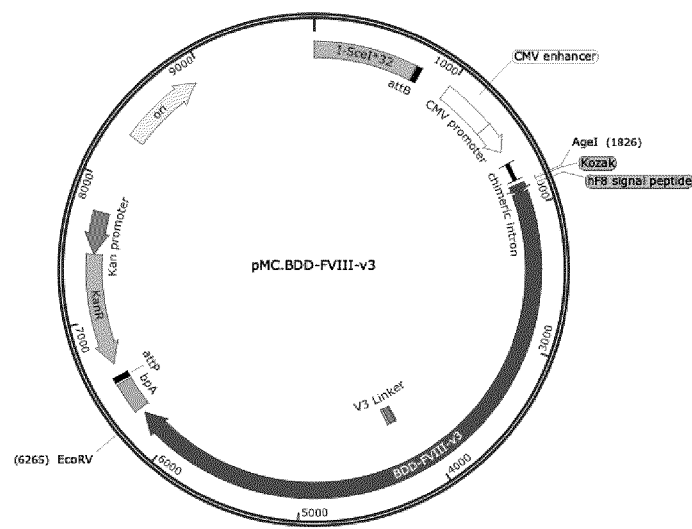 I-SceI*32
attB
1000
CMV enhancer
CMV promoter
AgeI (1826)
Kozak
hF8 signal peptide
chimeric intron
2000
3000
BDD-FVIII-v3
V3 Linker
4000
5000
6000
(6265) EcoRV
bpA
attP
7000
KanR
Kan promoter
8000
ori
9000
pMC.BDD-FVIII-v3